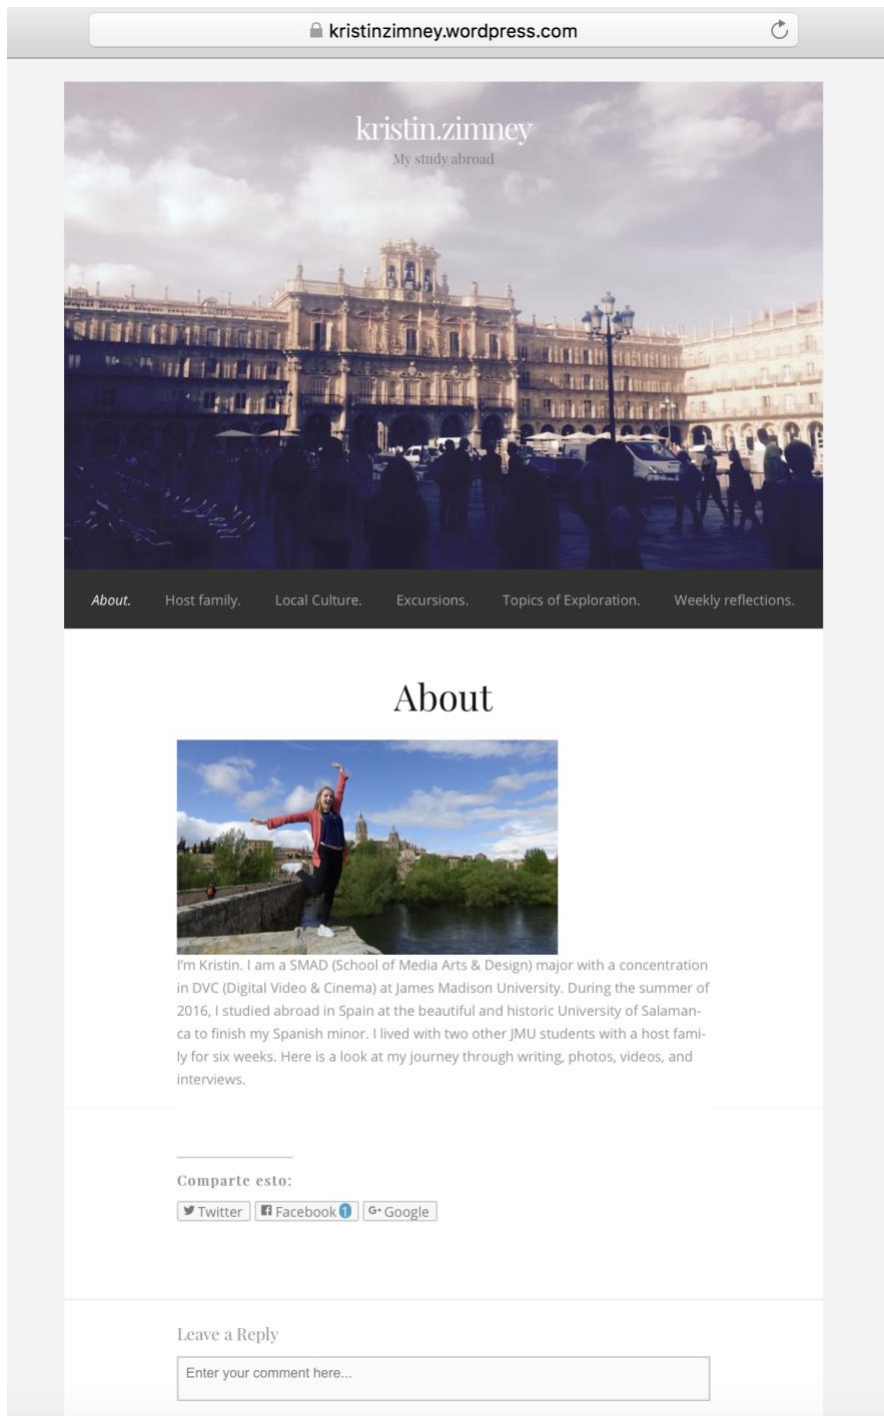 kristinzimney.wordpress.com
kristin.zimney
My study abroad
About.
Host family.
Local Culture.
Excursions.
Topics of Exploration.
Weekly reflections.
About
I'm Kristin. I am a SMAD (School of Media Arts & Design) major with a concentration
in DVC (Digital Video & Cinema) at James Madison University. During the summer of
2016, I studied abroad in Spain at the beautiful and historic University of Salaman-
ca to finish my Spanish minor. I lived with two other JMU students with a host fami-
ly for six weeks. Here is a look at my journey through writing, photos, videos, and
interviews.
Comparte esto:
Twitter
Facebook 1
G+ Google
Leave a Reply
Enter your comment here...